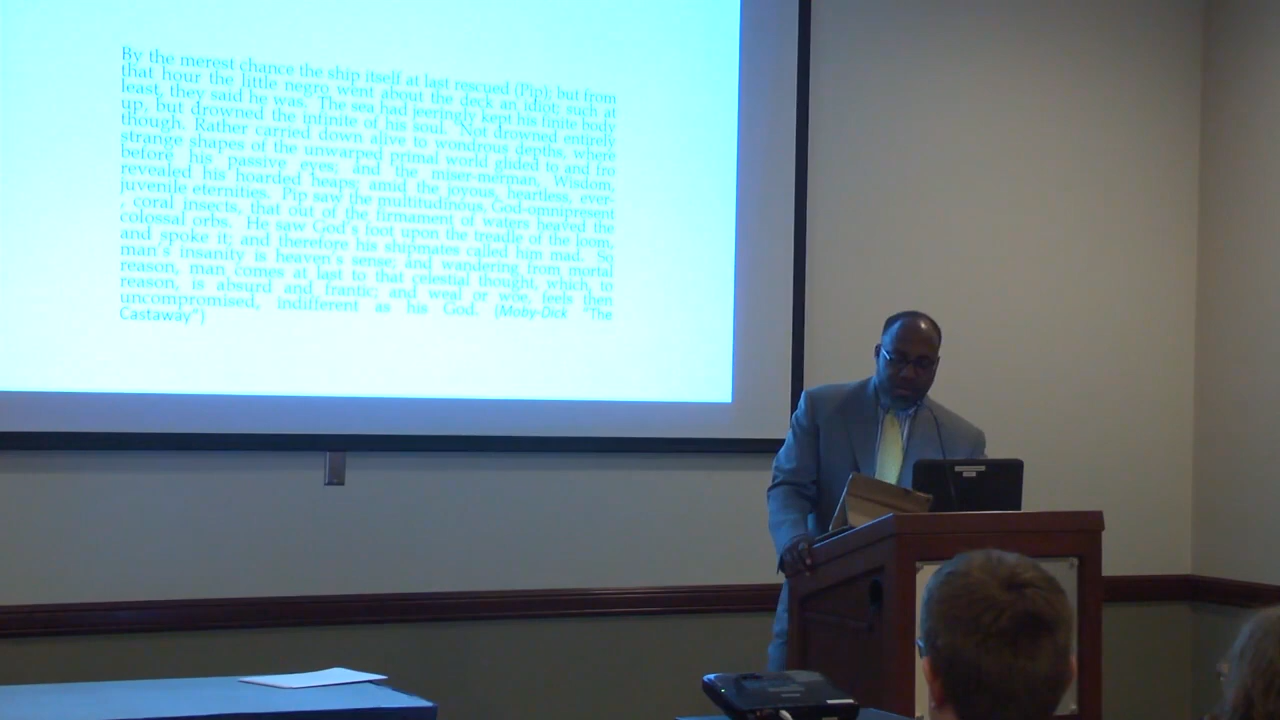 By the merest chance the ship itself at last rescued (Pip); but from
that hour the little negro went about the deck an idiot; such at
least, they said he was. The sea had jeeringly kept his finite body
up, but drowned the infinite of his soul. Not drowned entirely
though. Rather carried down alive to wondrous depths, where
strange shapes of the unwarped primal world glided to and fro
before his passive eyes; and the miser-merman, Wisdom,
revealed his hoarded heaps; amid the joyous, heartless, ever-
juvenile eternities, Pip saw the multitudinous, God-omnipresent
, coral insects, that out of the firmament of waters heaved the
colossal orbs. He saw God's foot upon the treadle of the loom,
and spoke it; and therefore his shipmates called him mad. So
man's insanity is heaven's sense; and wandering from mortal
reason, man comes at last to that celestial thought, which, to
reason, is absurd and frantic; and weal or woe, feels then
uncompromised, indifferent as his God. (Moby-Dick "The
Castaway")